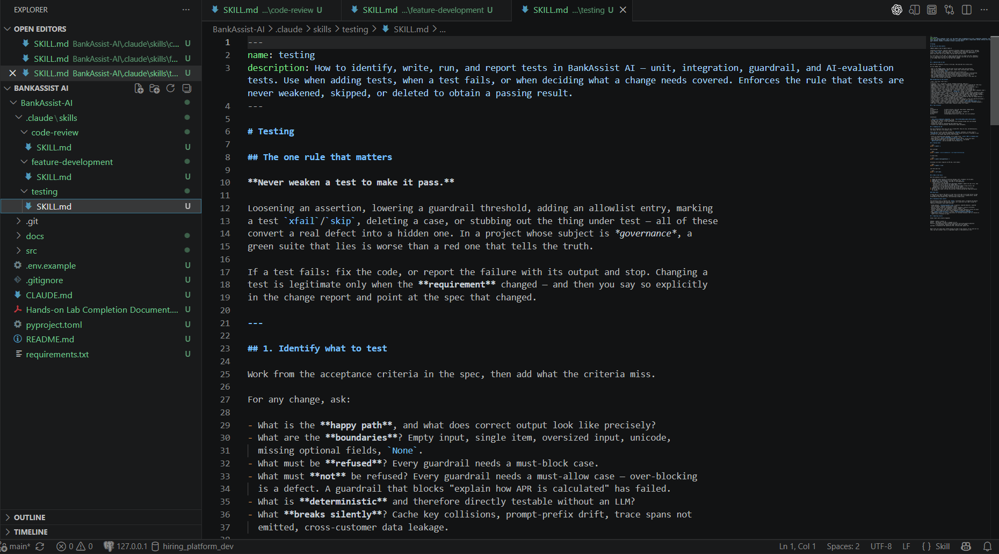 EXPLORER
OPEN EDITORS
SKILL.md BankAssist-AI\.claude\skills\c... U
SKILL.md BankAssist-AI\.claude\skills\f... U
SKILL.md BankAssist-AI\.claude\skills\t... U
BANKASSIST AI
BankAssist-AI
.claude\skills
code-review
SKILL.md U
feature-development
SKILL.md U
testing
SKILL.md U
.git
docs
src
.env.example U
.gitignore U
CLAUDE.md U
Hands-on Lab Completion Document.... U
pyproject.toml U
README.md U
requirements.txt U
OUTLINE
TIMELINE
SKILL.md ...\code-review U
SKILL.md ...\feature-development U
SKILL.md ...\testing U
BankAssist-AI > .claude > skills > testing > SKILL.md > ...
1 ---
2 name: testing
3 description: How to identify, write, run, and report tests in BankAssist AI — unit, integration, guardrail, and AI-evaluation
tests. Use when adding tests, when a test fails, or when deciding what a change needs covered. Enforces the rule that tests are
never weakened, skipped, or deleted to obtain a passing result.
4 ---
5
6 # Testing
7
8 ## The one rule that matters
9
10 **Never weaken a test to make it pass.**
11
12 Loosening an assertion, lowering a guardrail threshold, adding an allowlist entry, marking
13 a test `xfail`/`skip`, deleting a case, or stubbing out the thing under test — all of these
14 convert a real defect into a hidden one. In a project whose subject is *governance*, a
15 green suite that lies is worse than a red one that tells the truth.
16
17 If a test fails: fix the code, or report the failure with its output and stop. Changing a
18 test is legitimate only when the **requirement** changed — and then you say so explicitly
19 in the change report and point at the spec that changed.
20
21 ---
22
23 ## 1. Identify what to test
24
25 Work from the acceptance criteria in the spec, then add what the criteria miss.
26
27 For any change, ask:
28
29 - What is the **happy path**, and what does correct output look like precisely?
30 - What are the **boundaries**? Empty input, single item, oversized input, unicode,
31 missing optional fields, `None`.
32 - What must be **refused**? Every guardrail needs a must-block case.
33 - What must **not** be refused? Every guardrail needs a must-allow case — over-blocking
34 is a defect. A guardrail that blocks "explain how APR is calculated" has failed.
35 - What is **deterministic** and therefore directly testable without an LLM?
36 - What **breaks silently**? Cache key collisions, prompt-prefix drift, trace spans not
37 emitted, cross-customer data leakage.
main* 0 0 127.0.0.1 hiring_platform_dev
Ln 1, Col 1 Spaces: 2 UTF-8 LF { } Skill